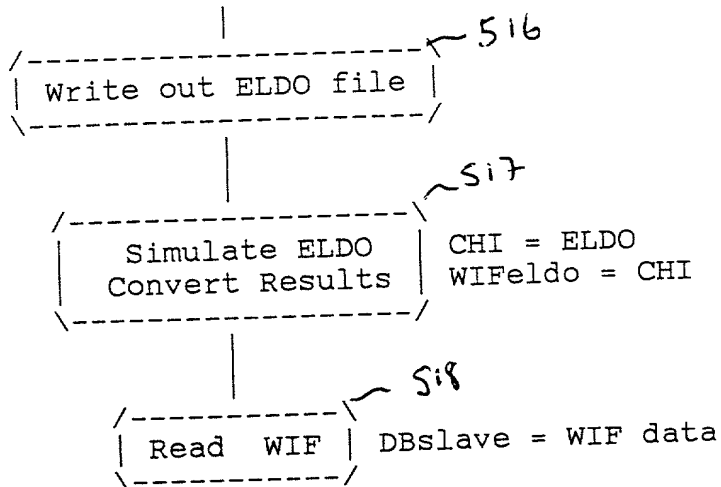 516
Write out ELDO file
517
Simulate ELDO CHI = ELDO
Convert Results WIFeldo = CHI
518
Read WIF DBslave = WIF data